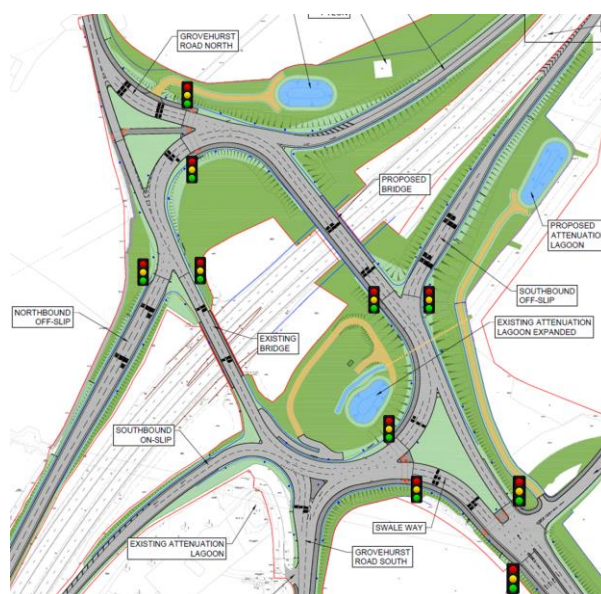 GROVEHURST
ROAD NORTH
PROPOSED
BRIDGE
PROPOSED
ATTENUATION
LAGOON
SOUTHBOUND
OFF-SLIP
NORTHBOUND
OFF-SLIP
EXISTING
BRIDGE
EXISTING ATTENUATION
LAGOON EXPANDED
SOUTHBOUND
ON-SLIP
SWALE WAY
EXISTING ATTENUATION
LAGOON
GROVEHURST
ROAD SOUTH